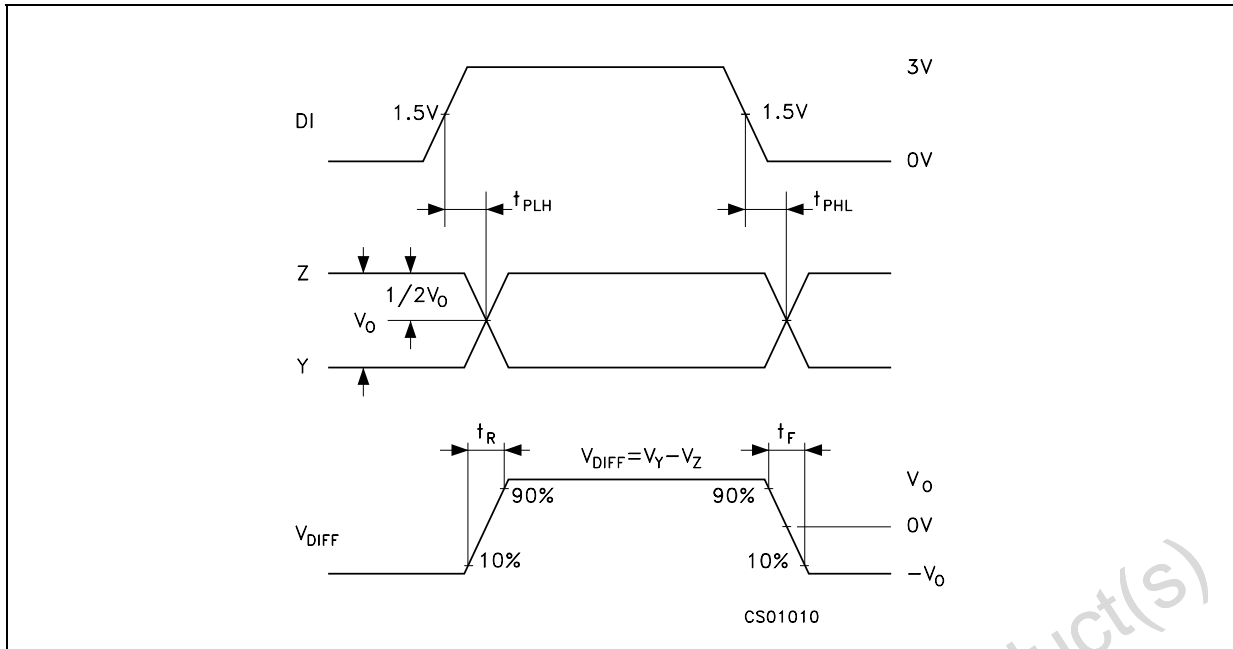 3V
1.5V
1.5V
DI
0V
tPLH
tPHL
Z
1/2VO
VO
Y
tR
tF
VDIFF=VY−VZ
90%
90%
VO
0V
VDIFF
10%
10%
−VO
CS01010
uct(s)